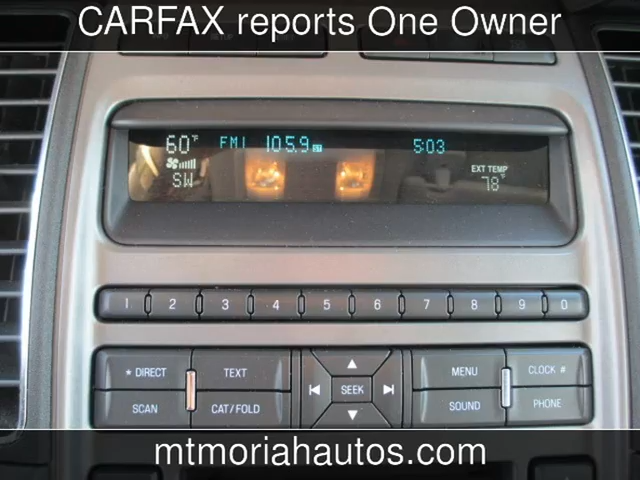 CARFAX reports One Owner
60°F FM1 105.9
5:03
SW
EXT TEMP
78°F
1 2 3 4 5 6 7 8 9 0
* DIRECT TEXT MENU CLOCK #
SEEK
SCAN CAT/FOLD SOUND PHONE
mtmoriahautos.com